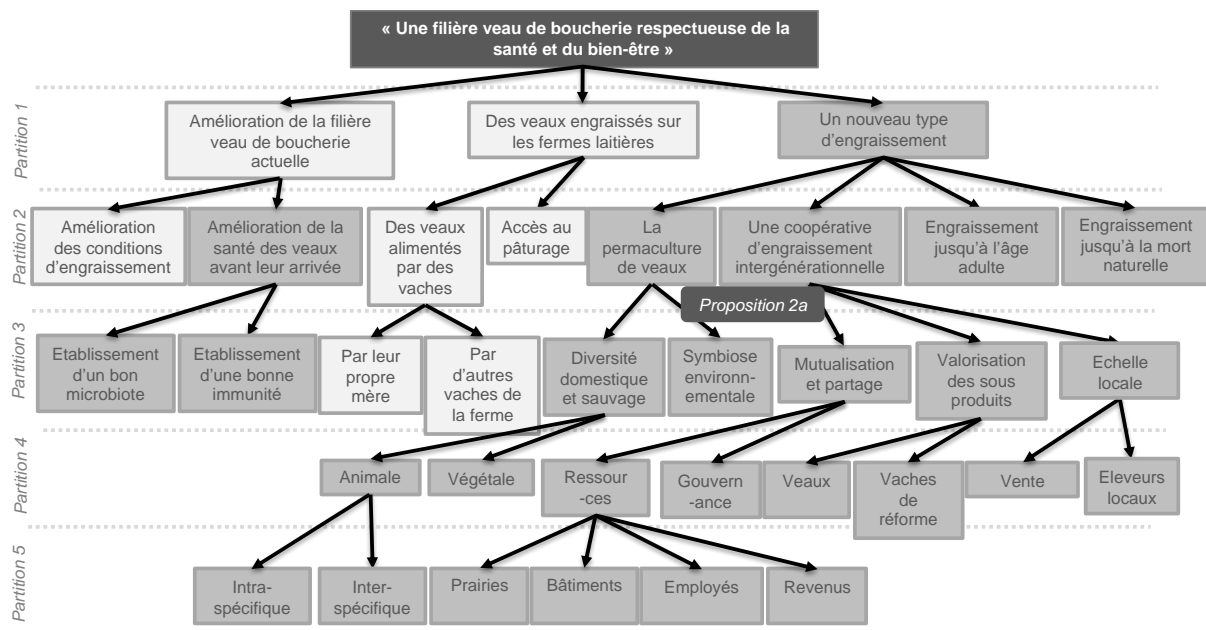 « Une filière veau de boucherie respectueuse de la
santé et du bien-être »
Partition 1
Amélioration de la filière
veau de boucherie
actuelle
Des veaux engraissés sur
les fermes laitières
Un nouveau type
d'engraissement
Partition 2
Amélioration
des conditions
d'engraissement
Amélioration de la
santé des veaux
avant leur arrivée
Des veaux
alimentés
par des
vaches
Accès au
pâturage
La
permaculture
de veaux
Une coopérative
d'engraissement
intergénérationnelle
Engraissement
jusqu'à l'âge
adulte
Engraissement
jusqu'à la mort
naturelle
Proposition 2a
Partition 3
Etablissement
d'un bon
microbiote
Etablissement
d'une bonne
immunité
Par leur
propre
mère
Par
d'autres
vaches de
la ferme
Diversité
domestique
et sauvage
Symbiose
environn-
ementale
Mutualisation
et partage
Valorisation
des sous
produits
Echelle
locale
Partition 4
Animale
Végétale
Ressour
-ces
Gouvern
-ance
Veaux
Vaches
de
réforme
Vente
Eleveurs
locaux
Partition 5
Intra-
spécifique
Inter-
spécifique
Prairies
Bâtiments
Employés
Revenus